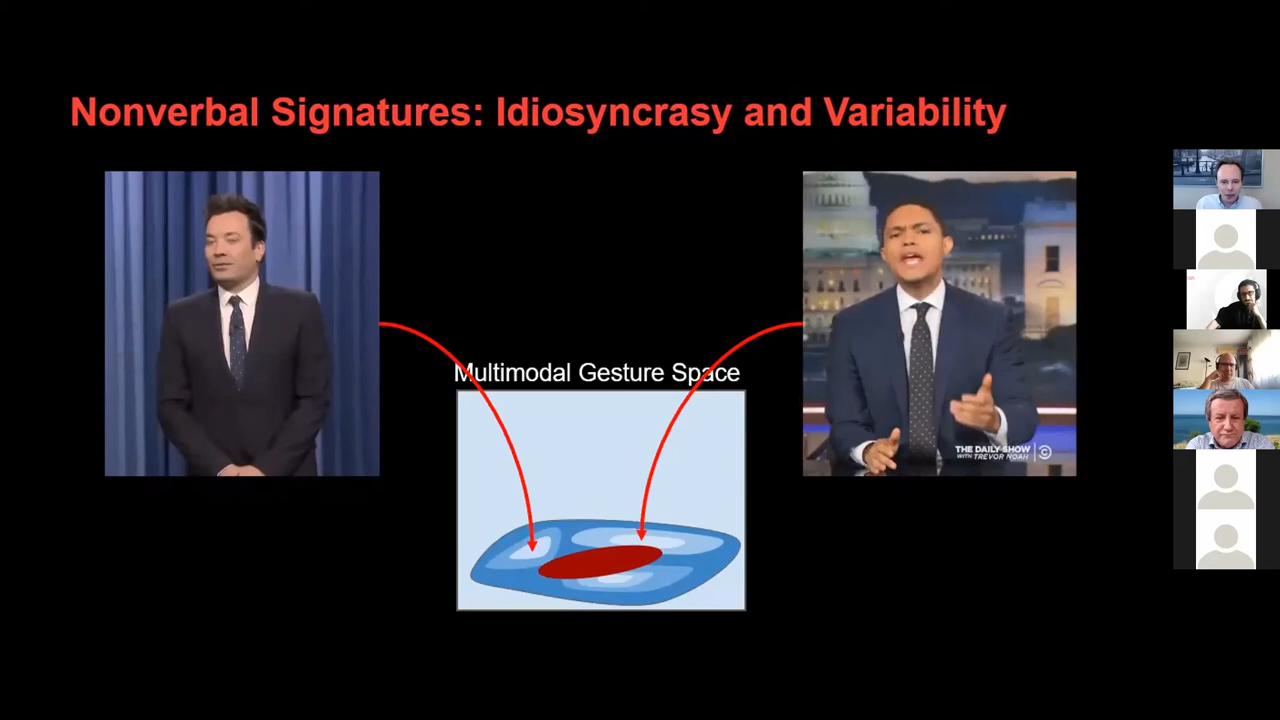 Nonverbal Signatures: Idiosyncrasy and Variability
Multimodal Gesture Space
THE DAILY SHOW
WITH TREVOR NOAH